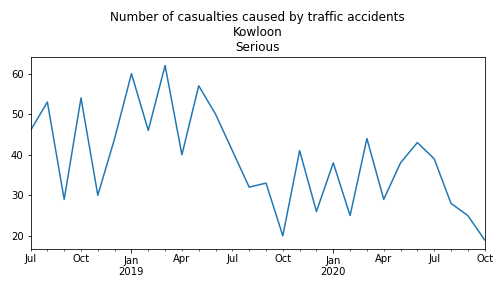 Number of casualties caused by traffic accidents
Kowloon
Serious
60
50
40
30
20
Jul Oct Jan Apr Jul Oct Jan Apr Jul Oct
2019 2020